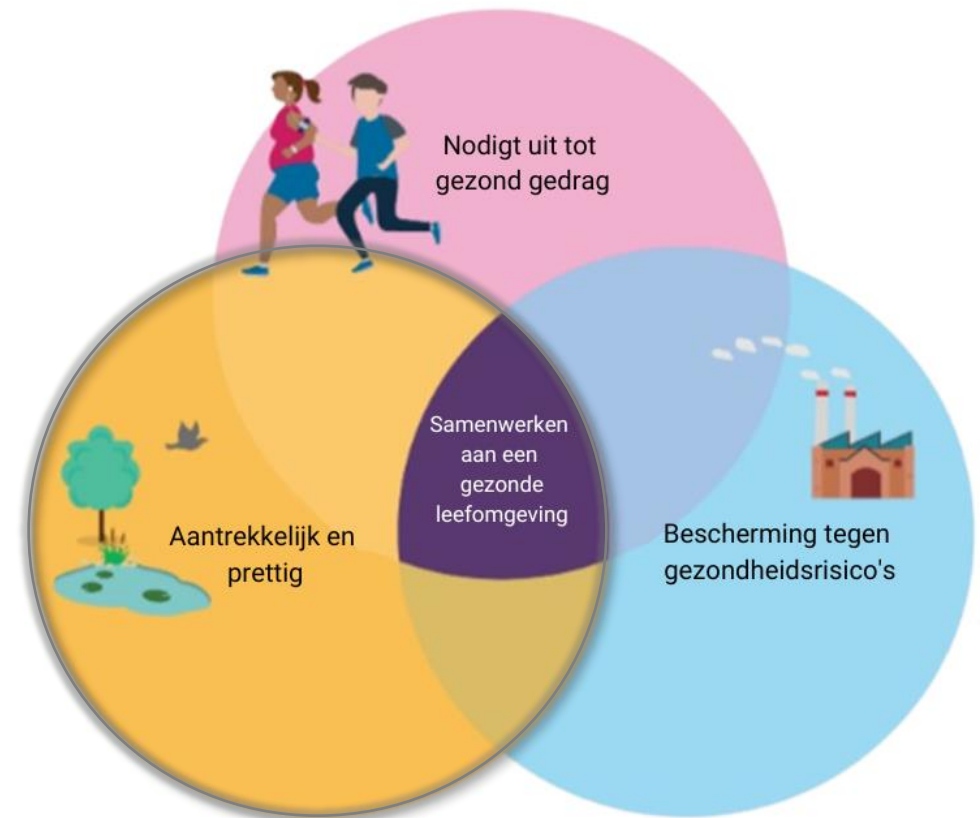 Nodigt uit tot
gezond gedrag
Samenwerken
aan een
gezonde
leefomgeving
Aantrekkelijk en
prettig
Bescherming tegen
gezondheidsrisico's